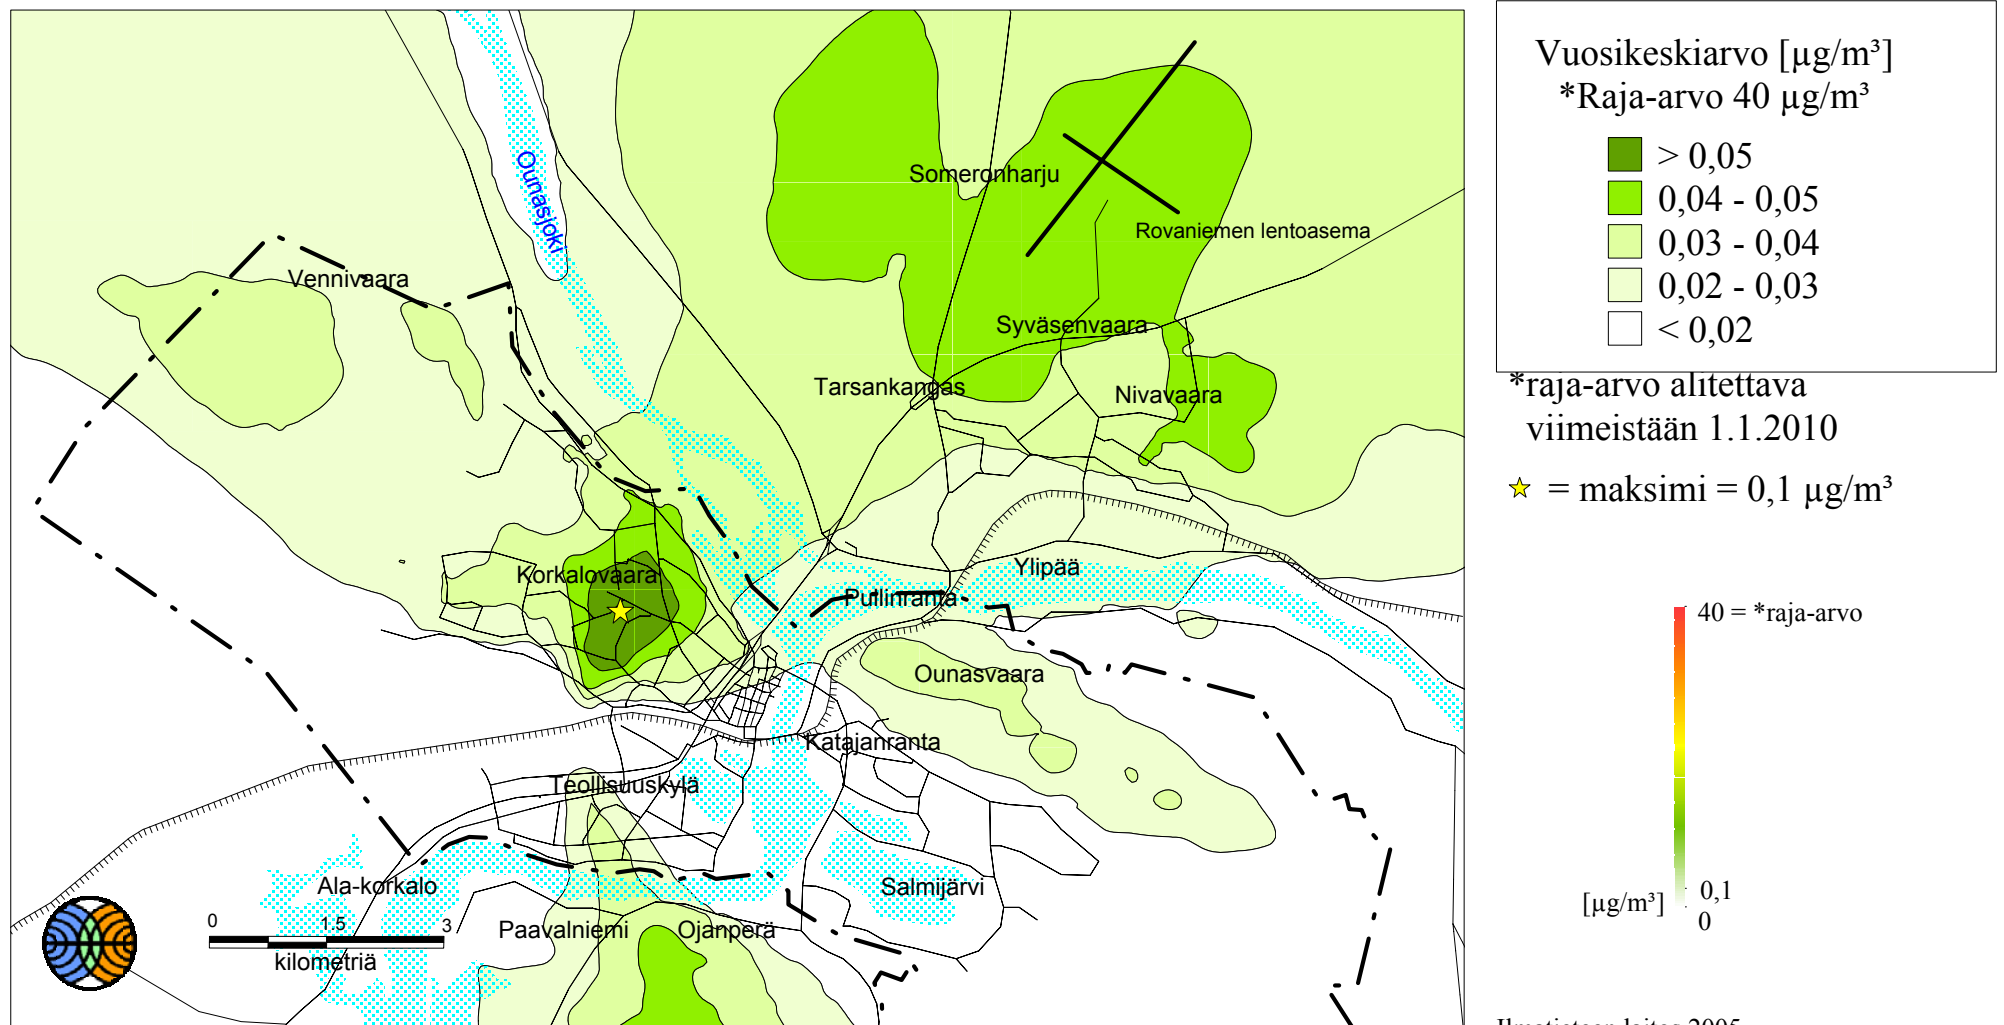 Vuosikeskiarvo [µg/m³]
*Raja-arvo 40 µg/m³
> 0,05
0,04 - 0,05
0,03 - 0,04
0,02 - 0,03
< 0,02
*raja-arvo alitettava
viimeistään 1.1.2010
= maksimi = 0,1 µg/m³
40 = *raja-arvo
[µg/m³]
0,1
0
Ilmatieteen laitos 2005
Ounasjoki
Someronharju
Rovaniemen lentoasema
Vennivaara
Syväsenvaara
Tarsankangas
Nivavaara
Korkalovaara
Ylipää
Pullinranta
Ounasvaara
Katajanranta
Teollisuuskylä
Ala-korkalo
Salmijärvi
Paavalniemi
Ojanperä
0
1.5
3
kilometriä